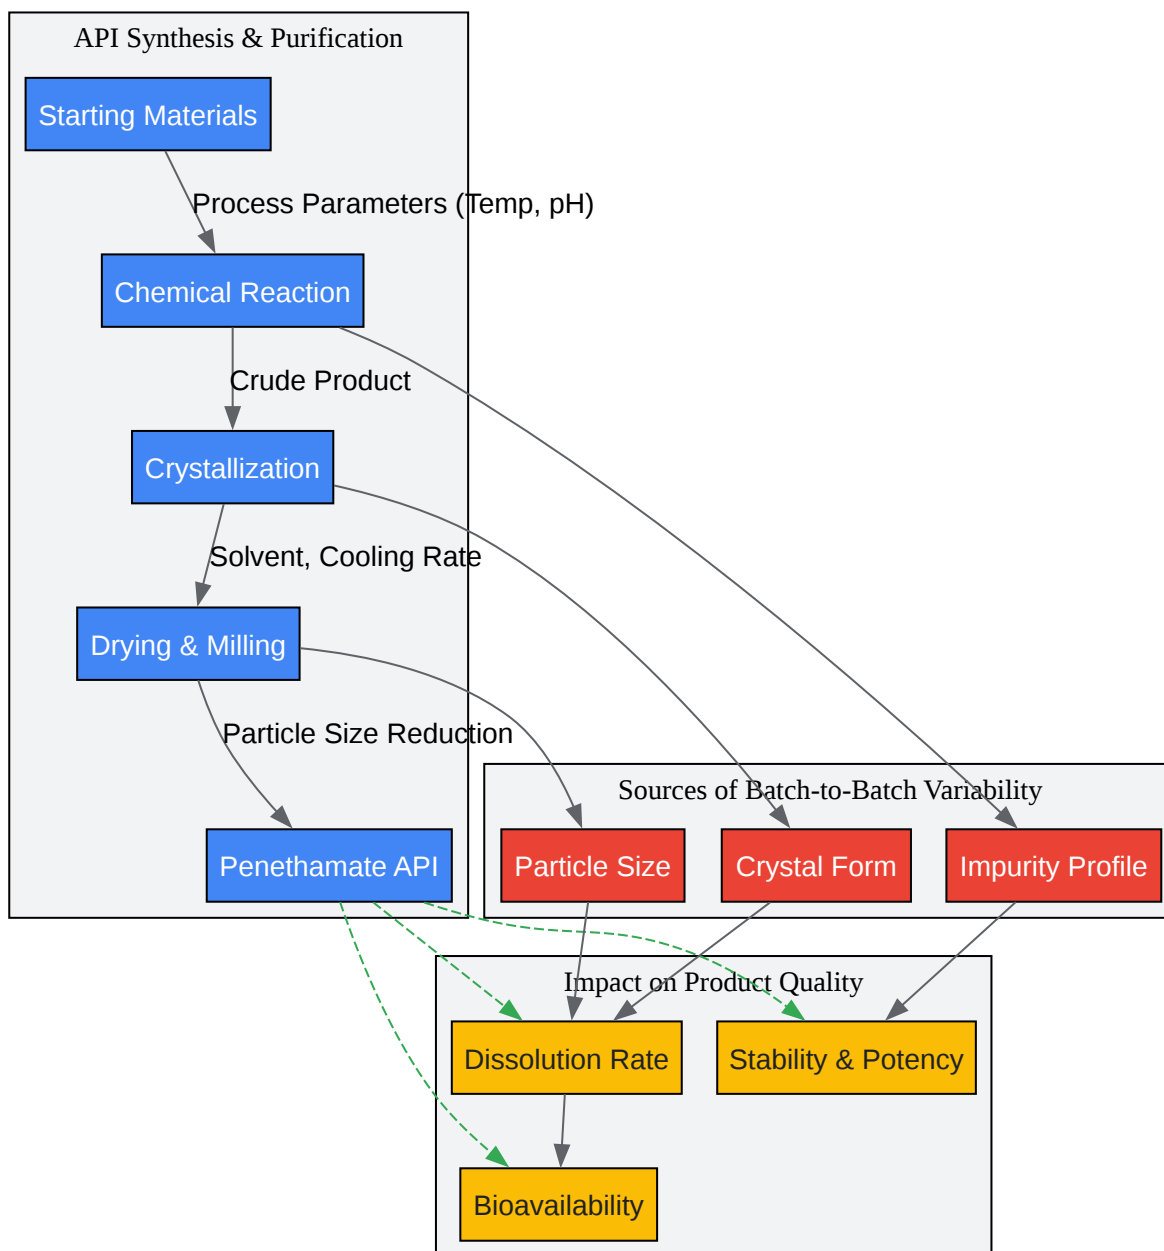 API Synthesis & Purification
Starting Materials
Process Parameters (Temp, pH)
Chemical Reaction
Crude Product
Crystallization
Solvent, Cooling Rate
Drying & Milling
Particle Size Reduction
Penethamate API
Sources of Batch-to-Batch Variability
Particle Size
Crystal Form
Impurity Profile
Impact on Product Quality
Dissolution Rate
Stability & Potency
Bioavailability